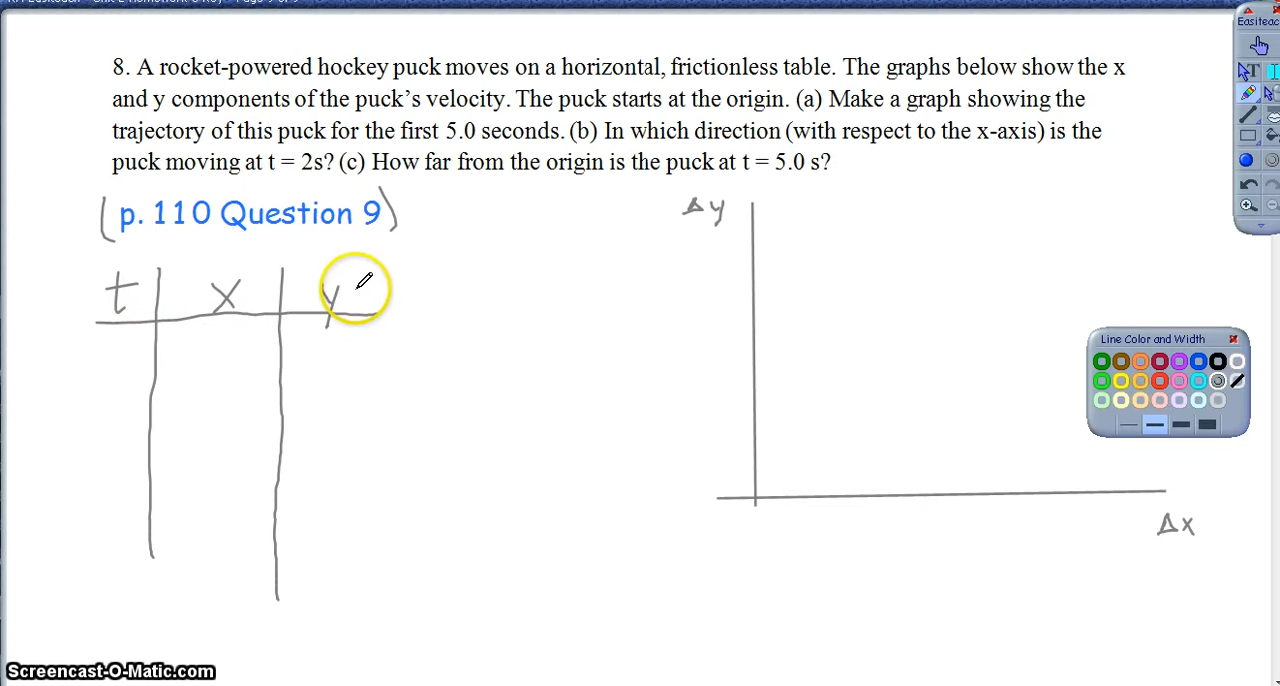 8. A rocket-powered hockey puck moves on a horizontal, frictionless table. The graphs below show the x
and y components of the puck's velocity. The puck starts at the origin. (a) Make a graph showing the
trajectory of this puck for the first 5.0 seconds. (b) In which direction (with respect to the x-axis) is the
puck moving at t = 2s? (c) How far from the origin is the puck at t = 5.0 s?
(p. 110 Question 9)
Δy
t x y
Δx
Easiteac
Line Color and Width
Screencast-O-Matic.com